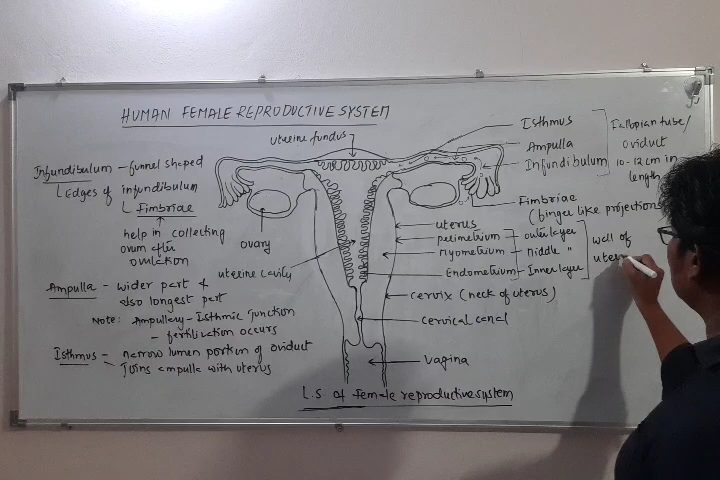 HUMAN FEMALE REPRODUCTIVE SYSTEM
uterine fundus
Infundibulum - funnel shaped
Edges of infundibulum
Fimbriae
help in collecting
ovum after
ovulation
Ampulla - wider part &
also longest part
Note: Ampullary - Isthmic junction
- fertilization occurs
Isthmus - narrow lumen portion of oviduct
Joins ampulla with uterus
ovary
uterine cavity
Isthmus
Ampulla
Infundibulum
Fallopian tube/
oviduct
10-12 cm in
length
Fimbriae
(finger like projections
uterus
perimetrium - outer layer
Myometrium - Middle "
Endometrium - Inner layer
wall of
uteru
cervix (neck of uterus)
cervical canal
vagina
L.S. of female reproductive system